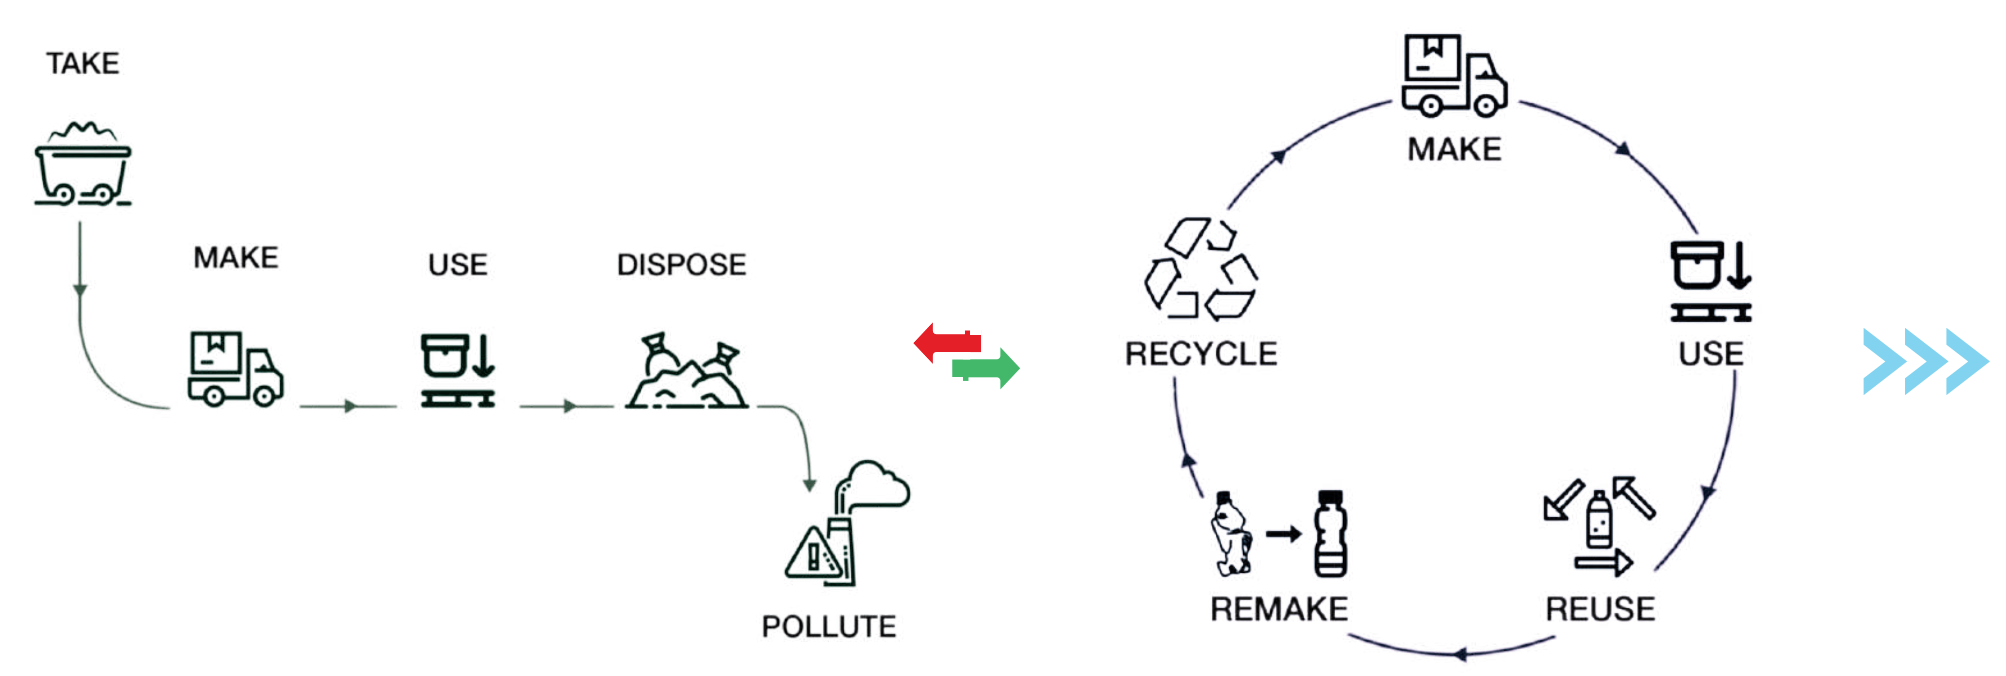 TAKE
MAKE
USE
DISPOSE
POLLUTE
MAKE
USE
REUSE
REMAKE
RECYCLE